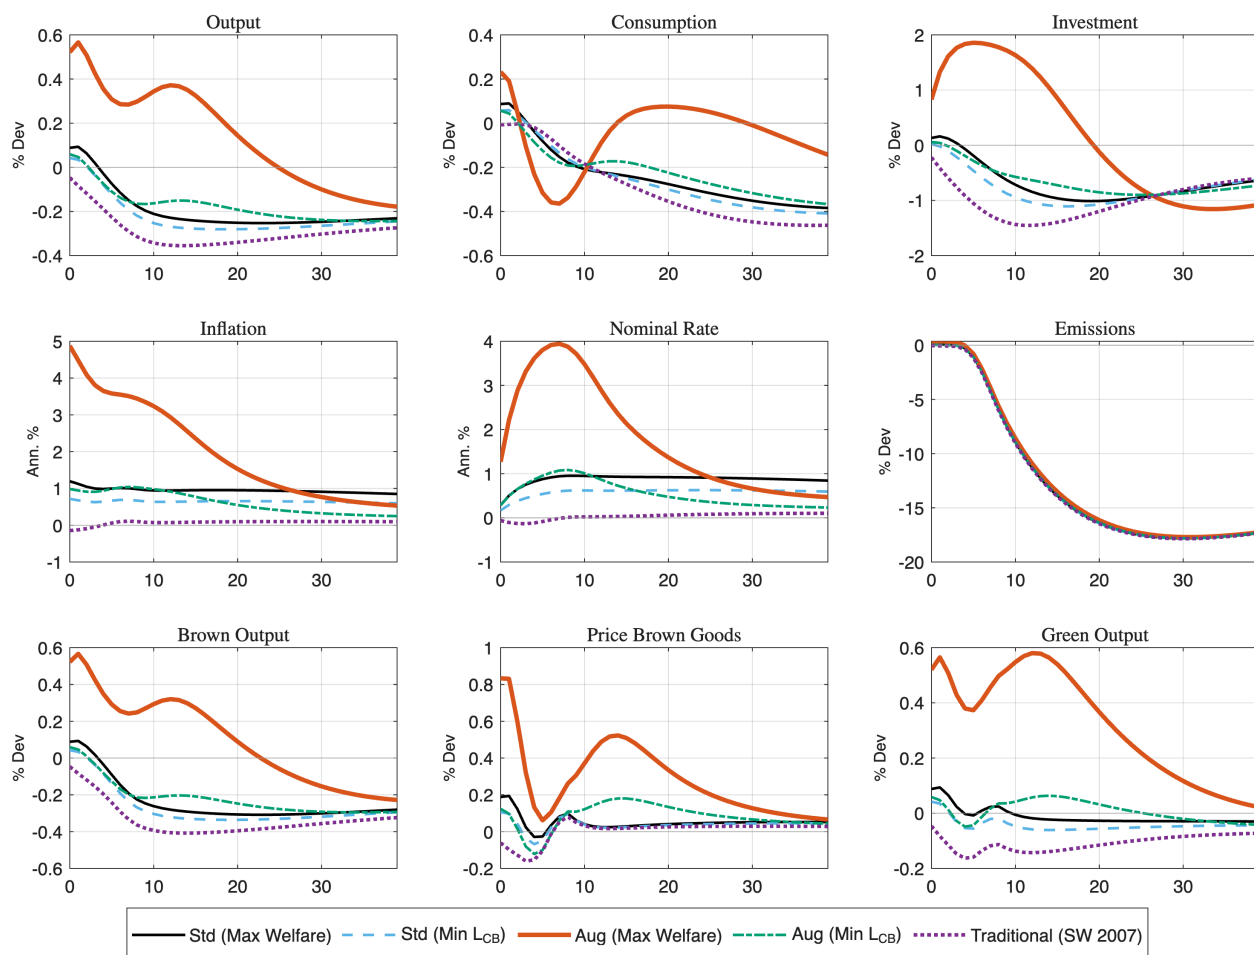 Output
Consumption
Investment
% Dev
0.6
0.4
0.2
0
-0.2
-0.4
0 10 20 30
% Dev
0.6
0.4
0.2
0
-0.2
-0.4
-0.6
0 10 20 30
% Dev
2
1
0
-1
-2
0 10 20 30
Inflation
Nominal Rate
Emissions
Ann. %
5
4
3
2
1
0
-1
0 10 20 30
Ann. %
4
3
2
1
0
-1
0 10 20 30
% Dev
0
-5
-10
-15
-20
0 10 20 30
Brown Output
Price Brown Goods
Green Output
% Dev
0.6
0.4
0.2
0
-0.2
-0.4
-0.6
0 10 20 30
% Dev
1
0.8
0.6
0.4
0.2
0
-0.2
0 10 20 30
% Dev
0.6
0.4
0.2
0
-0.2
0 10 20 30
Std (Max Welfare) Std (Min L_CB) Aug (Max Welfare) Aug (Min L_CB) Traditional (SW 2007)